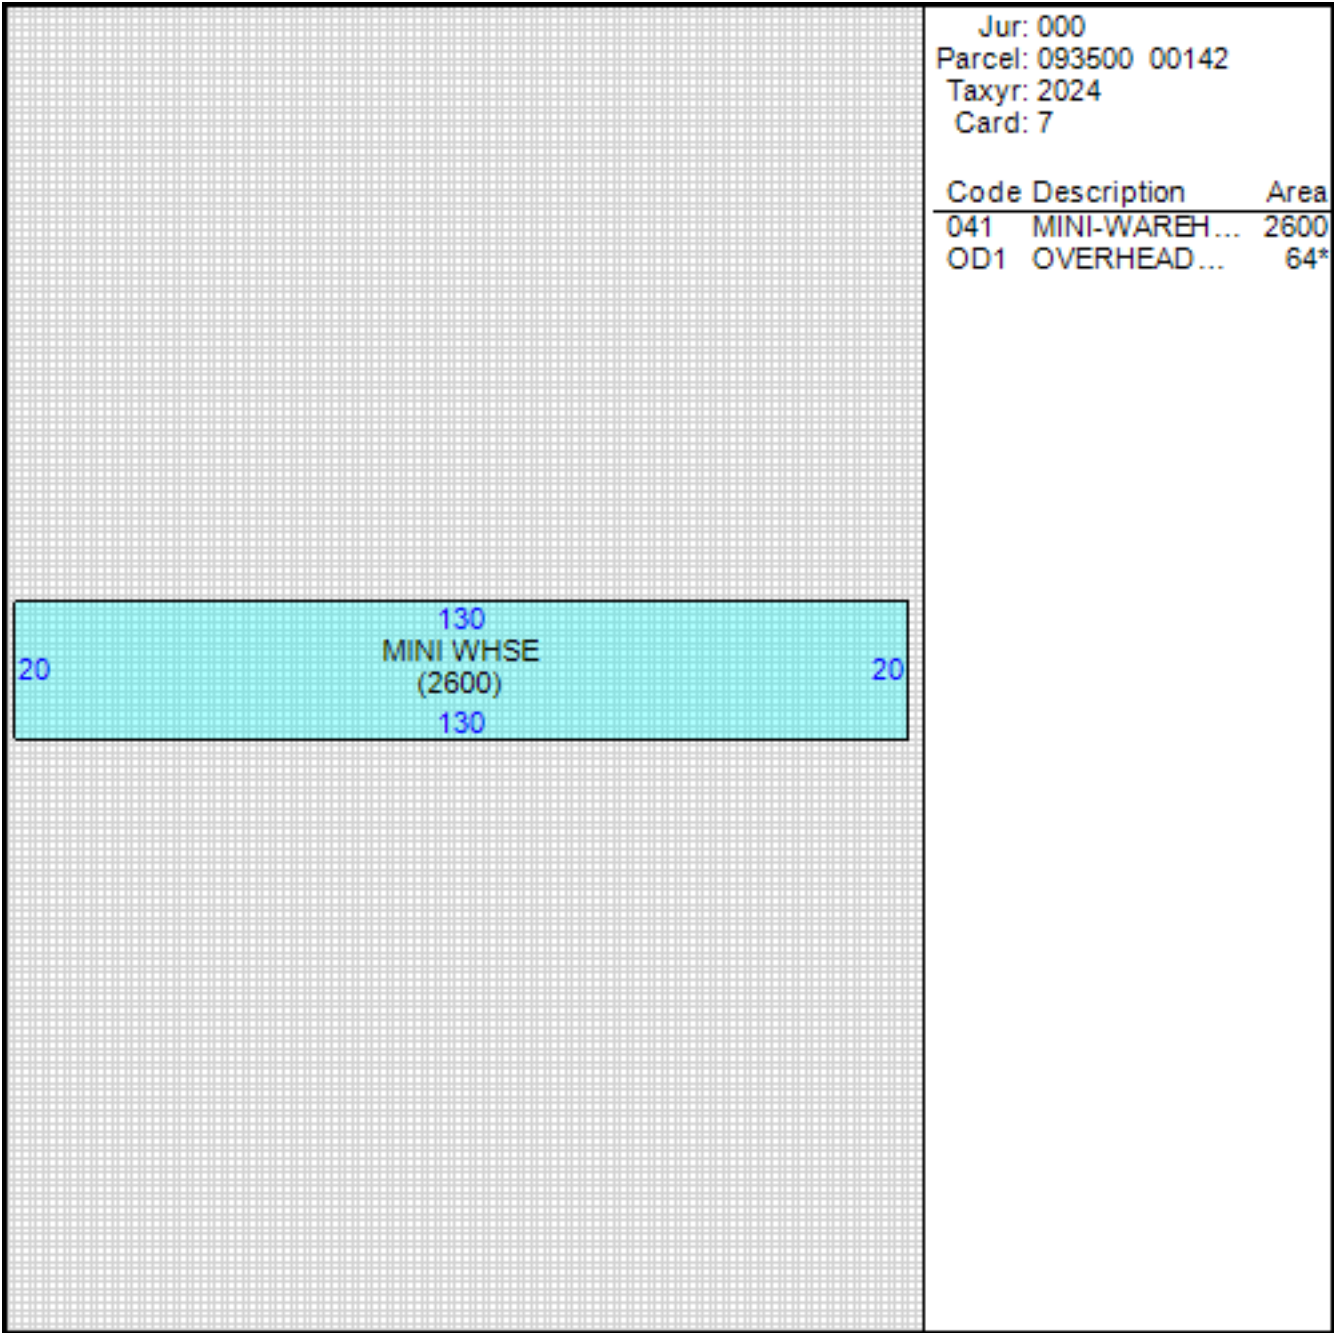 Jur: 000
Parcel: 093500 00142
Taxyr: 2024
Card: 7
Code Description Area
041 MINI-WAREH... 2600
OD1 OVERHEAD... 64*
130
MINI WHSE
20 20
(2600)
130